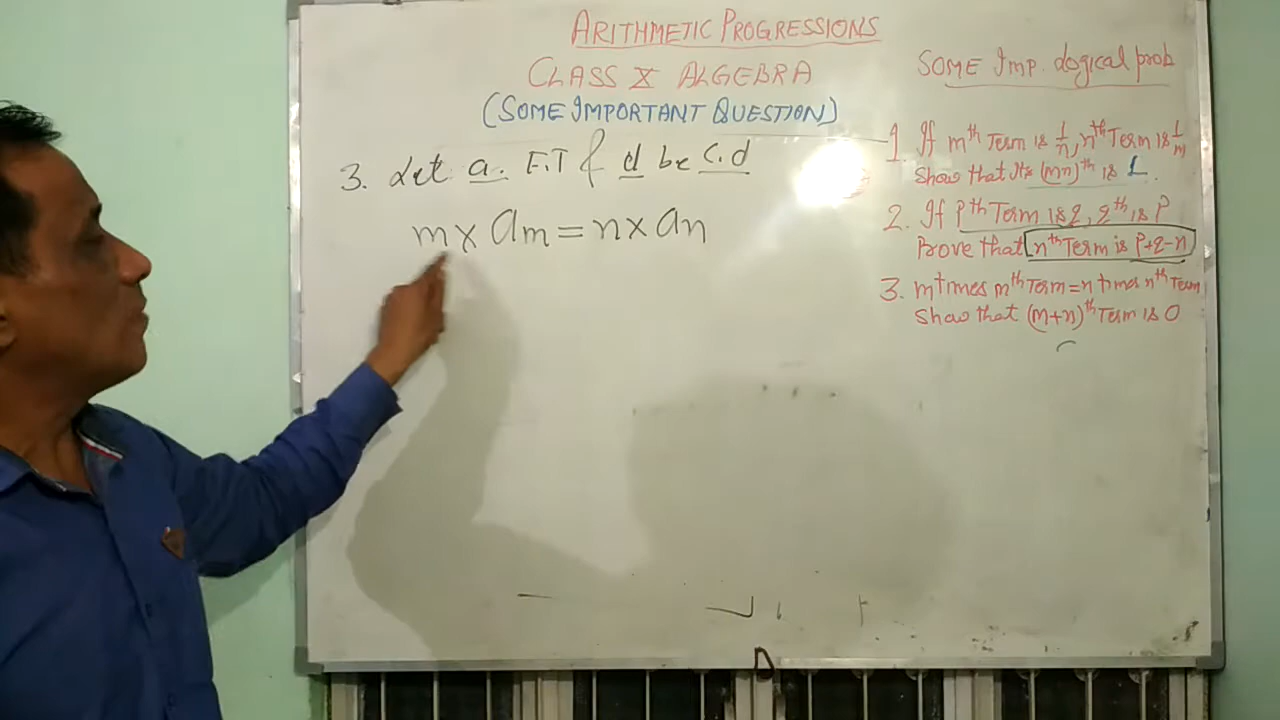 ARITHMETIC PROGRESSIONS
CLASS X ALGEBRA
(SOME IMPORTANT QUESTION)
3. Let a. F.T & d be C.d
m× am = n× an
SOME Imp. logical prob
1. If mth Term is 1/n, nth Term is 1/m
Show that Its (mn)th is 1.
2. If Pth Term is q, qth is P
Prove that nth Term is P+q-n
3. m times mth Term = n times nth Term
Show that (m+n)th Term is 0